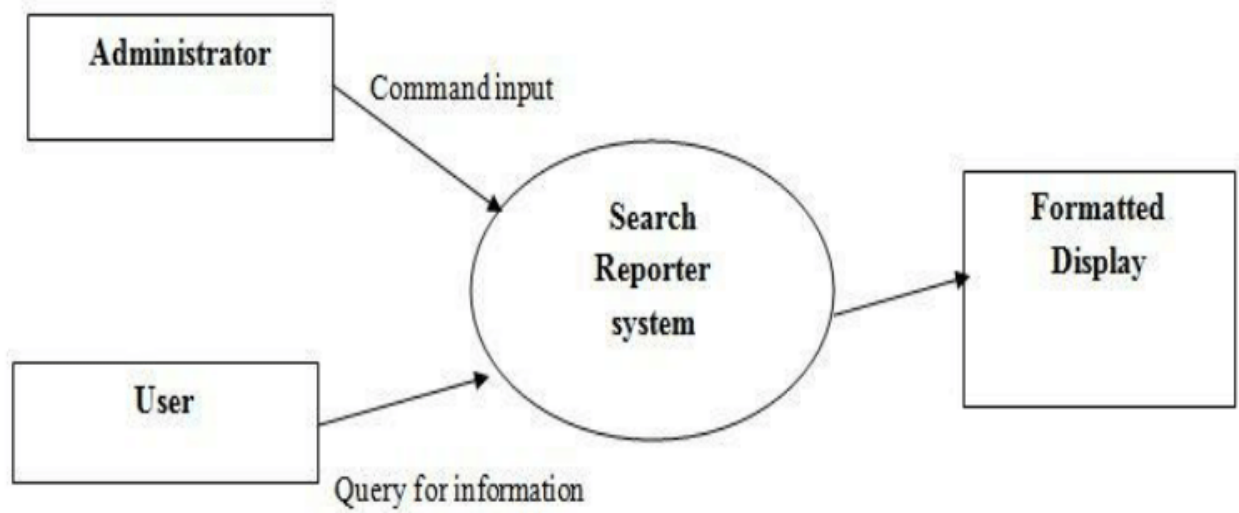 Administrator
Command input
Search
Reporter
system
Formatted
Display
User
Query for information